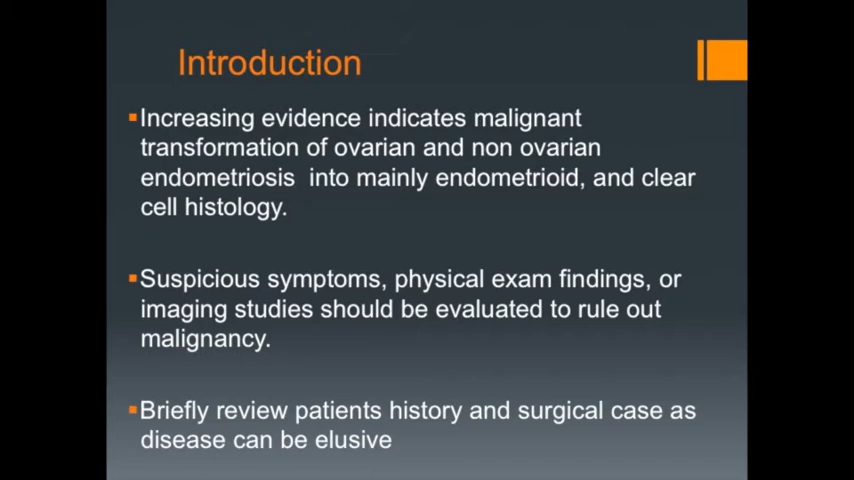 Introduction
▪Increasing evidence indicates malignant
transformation of ovarian and non ovarian
endometriosis  into mainly endometrioid, and clear
cell histology.
▪Suspicious symptoms, physical exam findings, or
imaging studies should be evaluated to rule out
malignancy.
▪Briefly review patients history and surgical case as
disease can be elusive